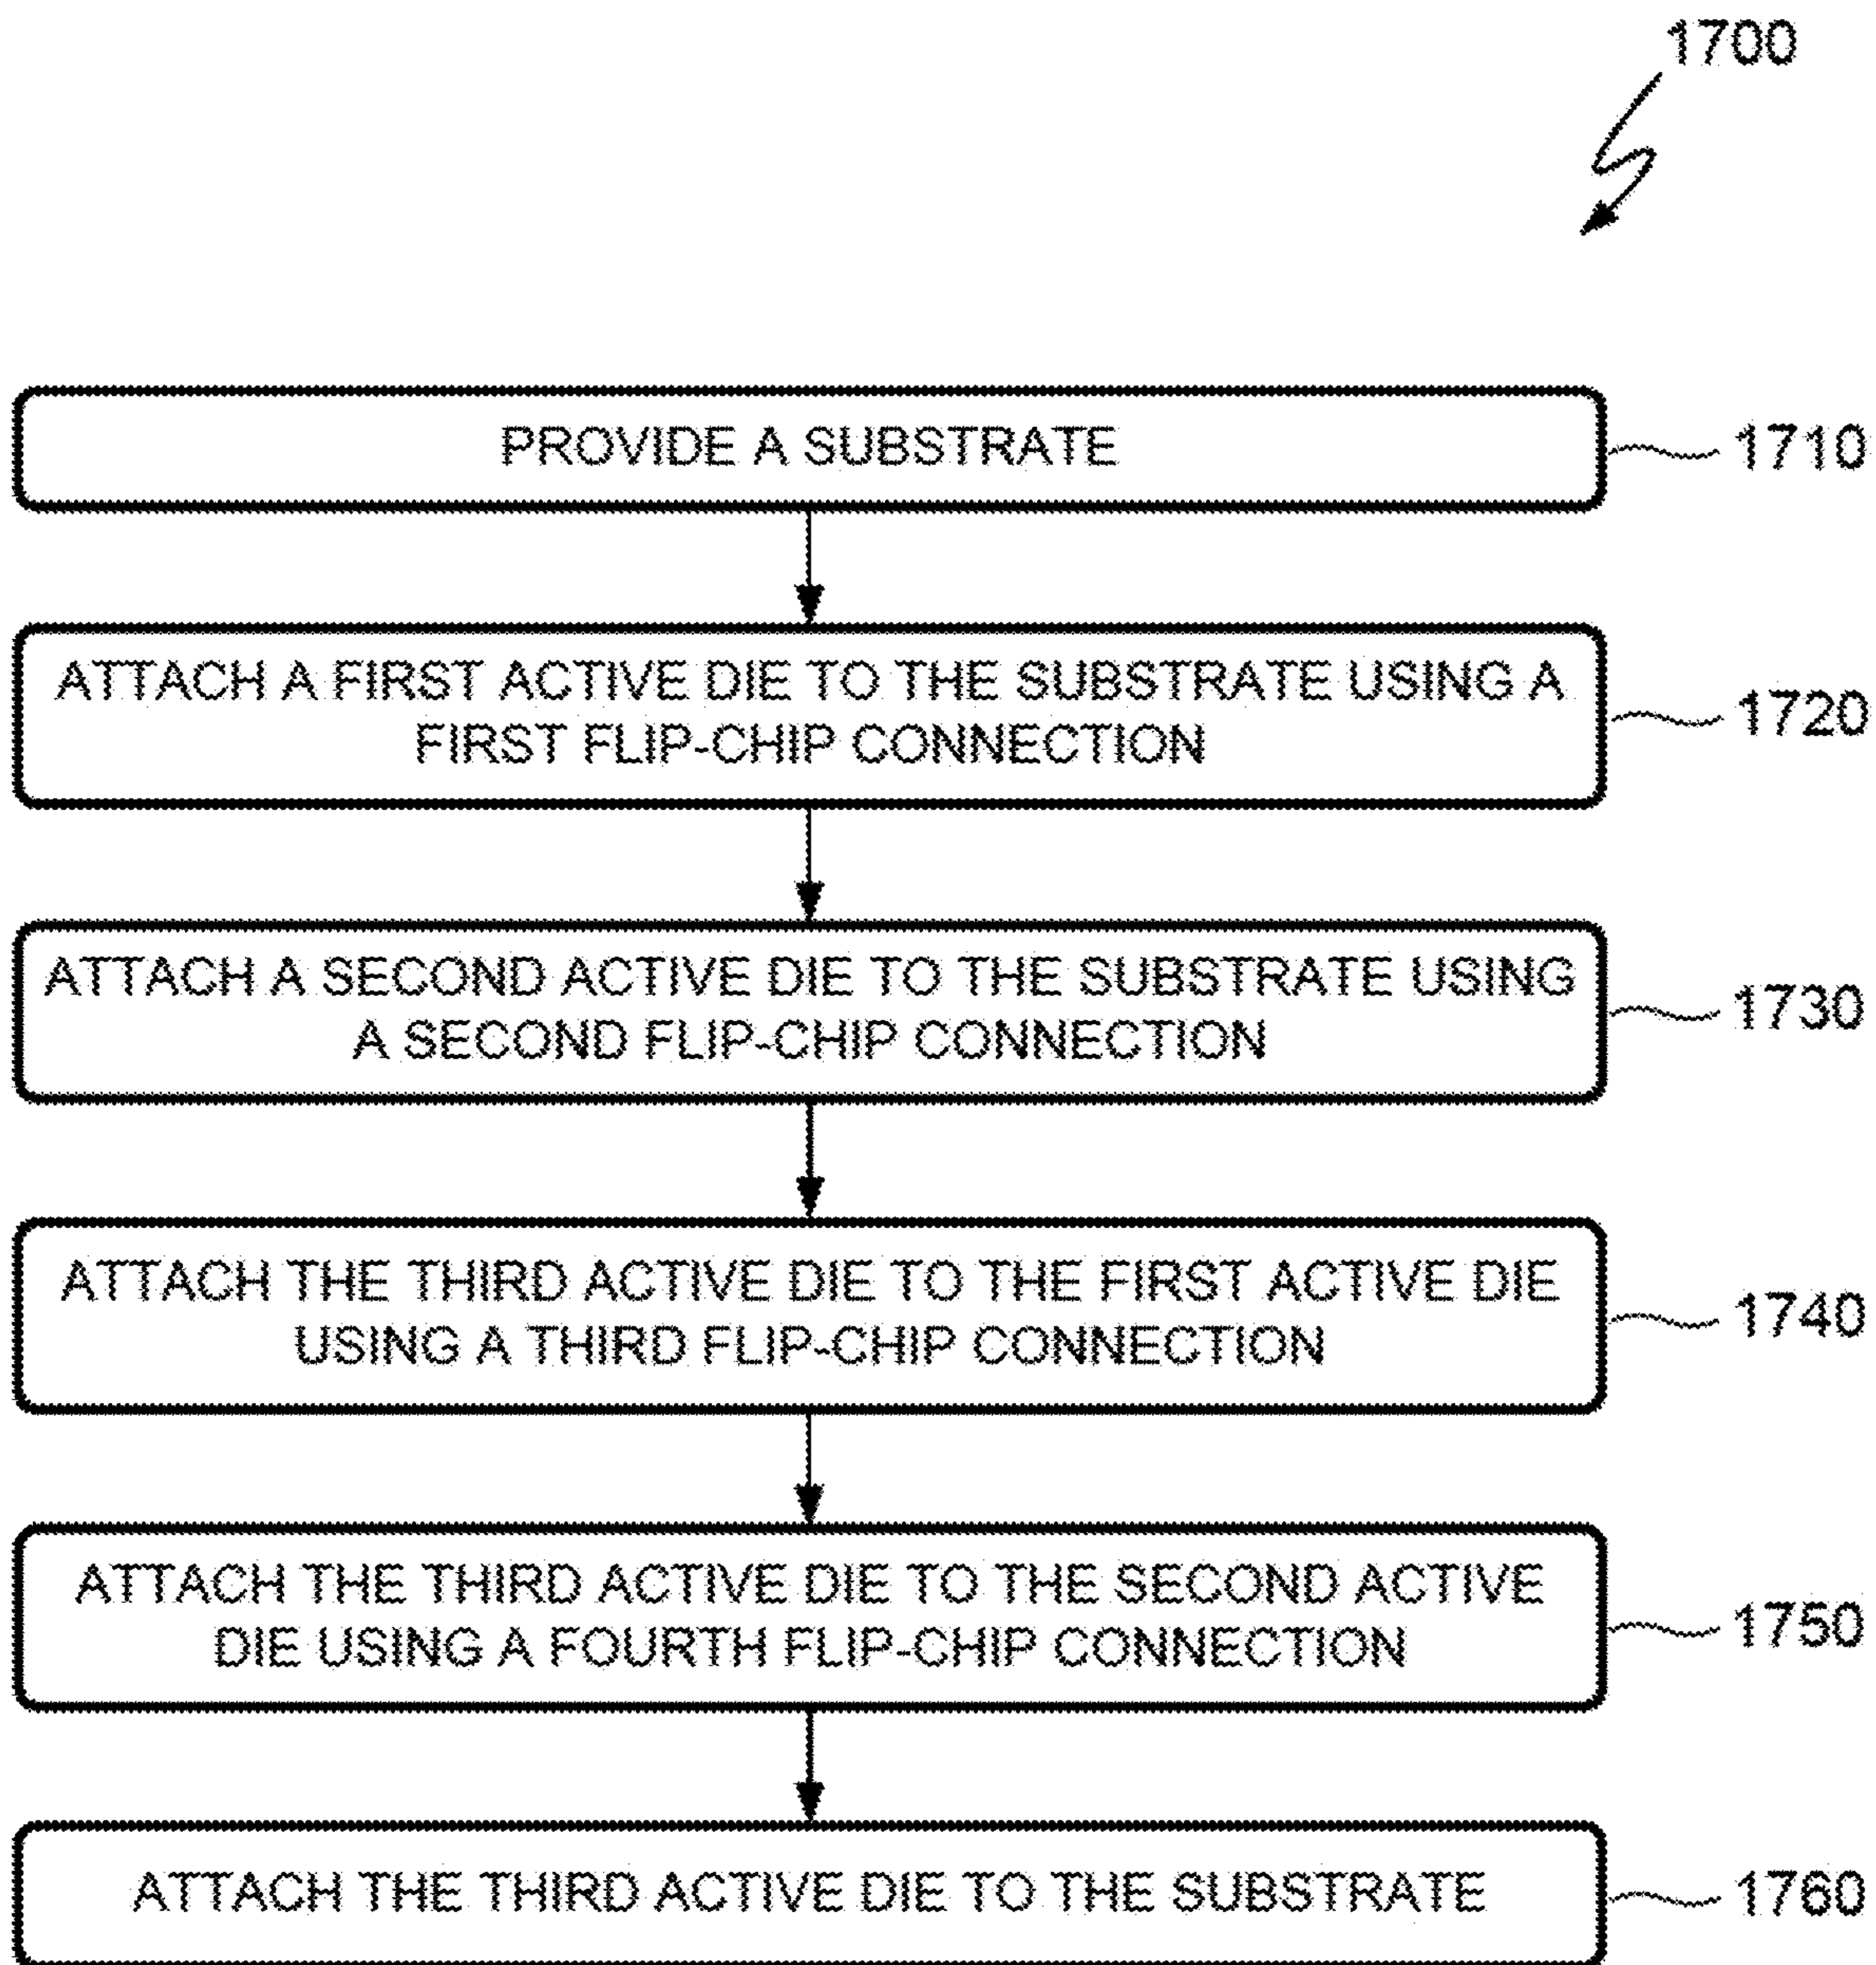 1700
PROVIDE A SUBSTRATE
1710
ATTACH A FIRST ACTIVE DIE TO THE SUBSTRATE USING A
FIRST FLIP-CHIP CONNECTION
1720
ATTACH A SECOND ACTIVE DIE TO THE SUBSTRATE USING
A SECOND FLIP-CHIP CONNECTION
1730
ATTACH THE THIRD ACTIVE DIE TO THE FIRST ACTIVE DIE
USING A THIRD FLIP-CHIP CONNECTION
1740
ATTACH THE THIRD ACTIVE DIE TO THE SECOND ACTIVE
DIE USING A FOURTH FLIP-CHIP CONNECTION
1750
ATTACH THE THIRD ACTIVE DIE TO THE SUBSTRATE
1760